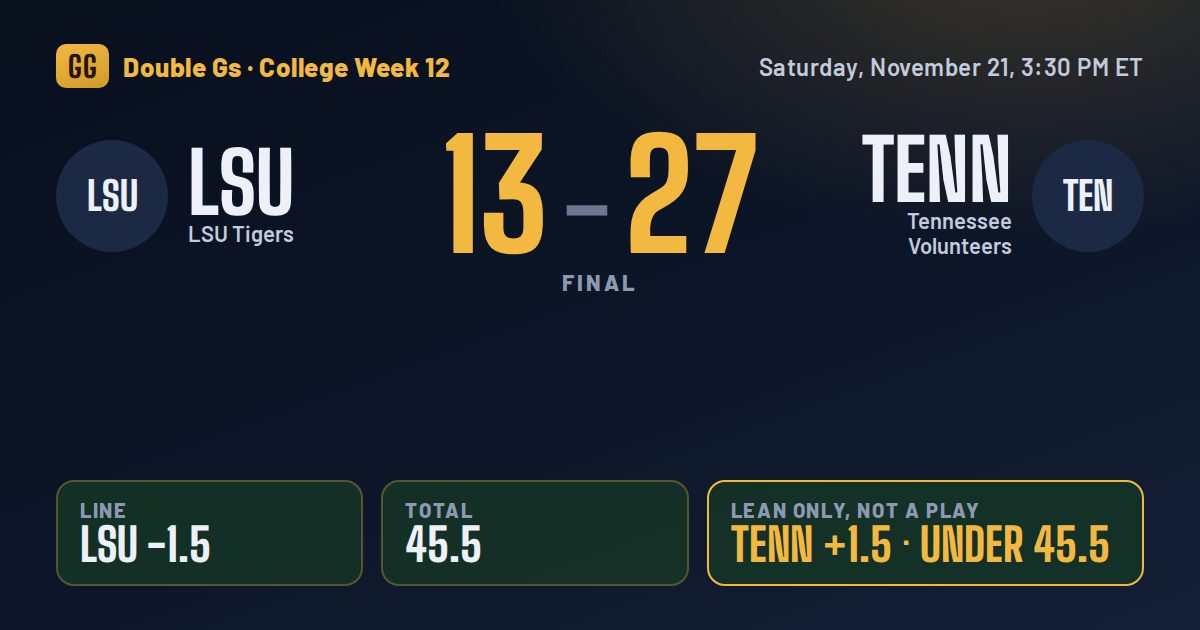 GG Double Gs · College Week 12
Saturday, November 21, 3:30 PM ET
LSU
LSU
LSU Tigers
13 – 27
FINAL
TENN
Tennessee
Volunteers
TEN
LINE
LSU −1.5
TOTAL
45.5
LEAN ONLY, NOT A PLAY
TENN +1.5 · UNDER 45.5